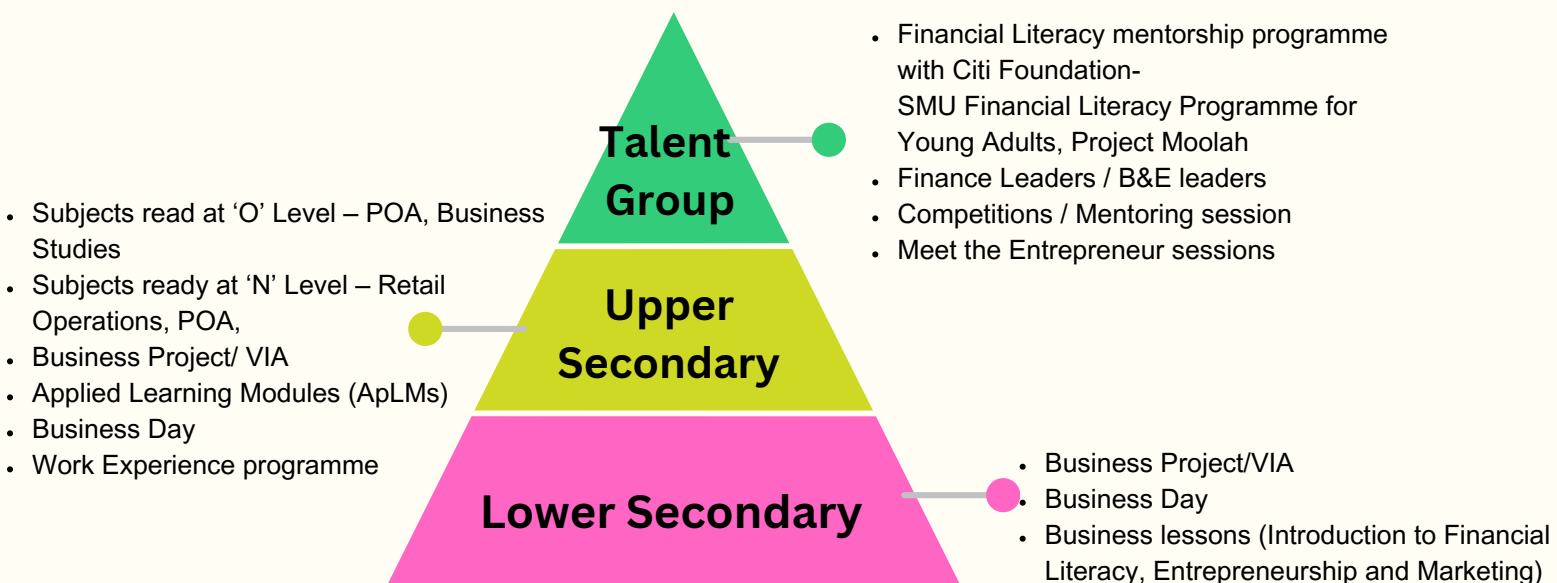 • Financial Literacy mentorship programme
with Citi Foundation-
SMU Financial Literacy Programme for
Young Adults, Project Moolah
• Finance Leaders / B&E leaders
• Competitions / Mentoring session
• Meet the Entrepreneur sessions
Talent
Group
• Subjects read at ‘O’ Level – POA, Business
Studies
• Subjects ready at ‘N’ Level – Retail
Operations, POA,
• Business Project/ VIA
• Applied Learning Modules (ApLMs)
• Business Day
• Work Experience programme
Upper
Secondary
Lower Secondary
• Business Project/VIA
• Business Day
• Business lessons (Introduction to Financial
Literacy, Entrepreneurship and Marketing)